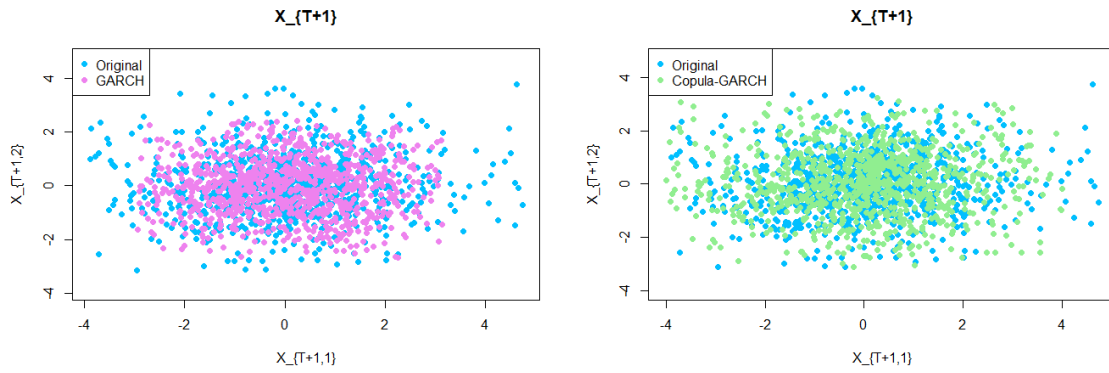 X_{T+1}
Original
GARCH
X_{T+1,2}
4
2
0
-2
-4
-4
-2
0
2
4
X_{T+1,1}
X_{T+1}
Original
Copula-GARCH
X_{T+1,2}
4
2
0
-2
-4
-4
-2
0
2
4
X_{T+1,1}